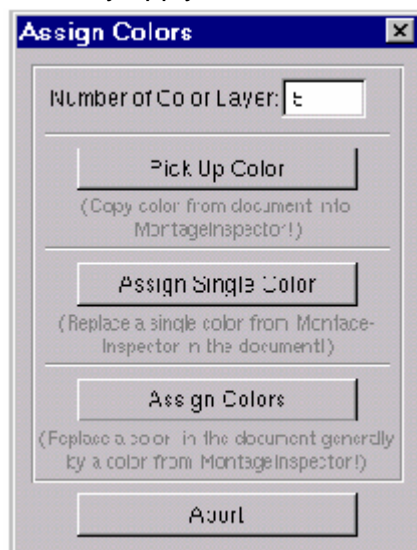 Assign Colors
Number of Color Layer:
Pick Up Color
(Copy color from document into
MontageInspector!)
Assign Single Color
(Replace a single color from Montage-
Inspector in the document!)
Assign Colors
(Replace a color in the document generally
by a color from MontageInspector!)
Abort